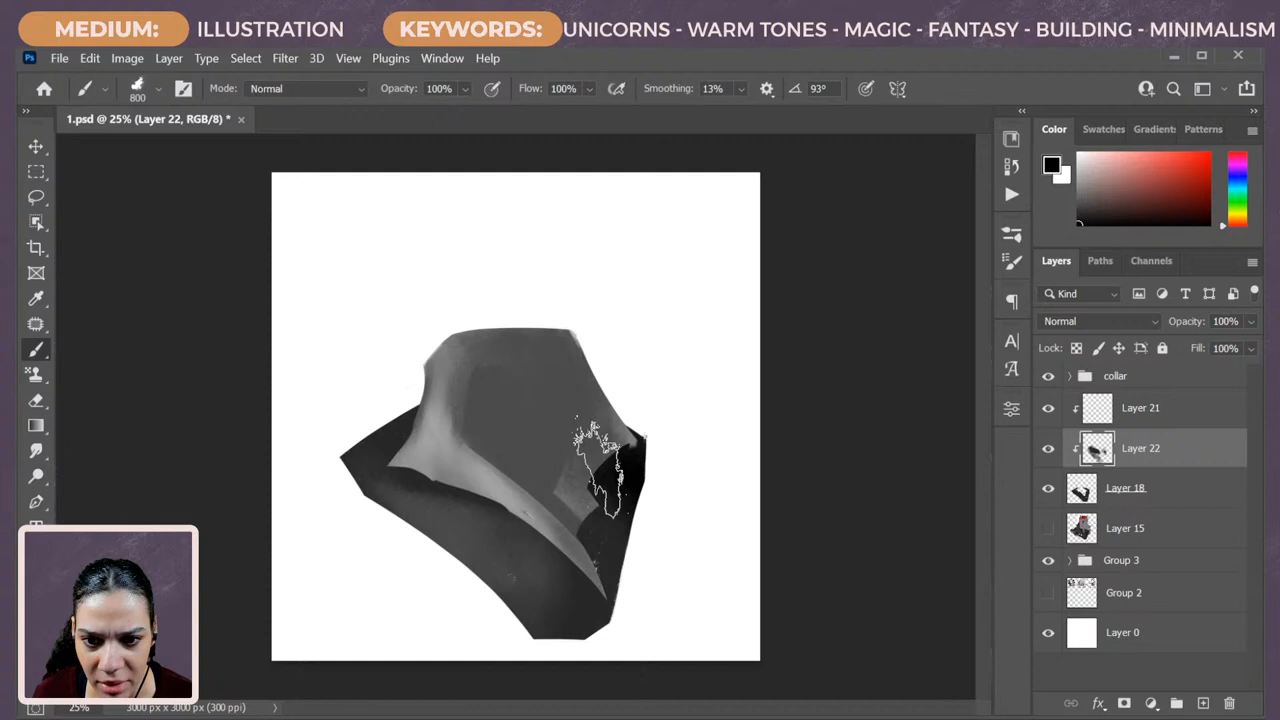 MEDIUM: ILLUSTRATION KEYWORDS: UNICORNS - WARM TONES - MAGIC - FANTASY - BUILDING - MINIMALISM
Ps File Edit Image Layer Type Select Filter 3D View Plugins Window Help
800 Mode: Normal Opacity: 100% Flow: 100% Smoothing: 13% 93°
1.psd @ 25% (Layer 22, RGB/8) *
Color Swatches Gradient: Patterns
Layers Paths Channels
Kind
Normal Opacity: 100%
Lock: Fill: 100%
collar
Layer 21
Layer 22
Layer 18
Layer 15
Group 3
Group 2
Layer 0
25% 3000 px x 3000 px (300 ppi)
fx